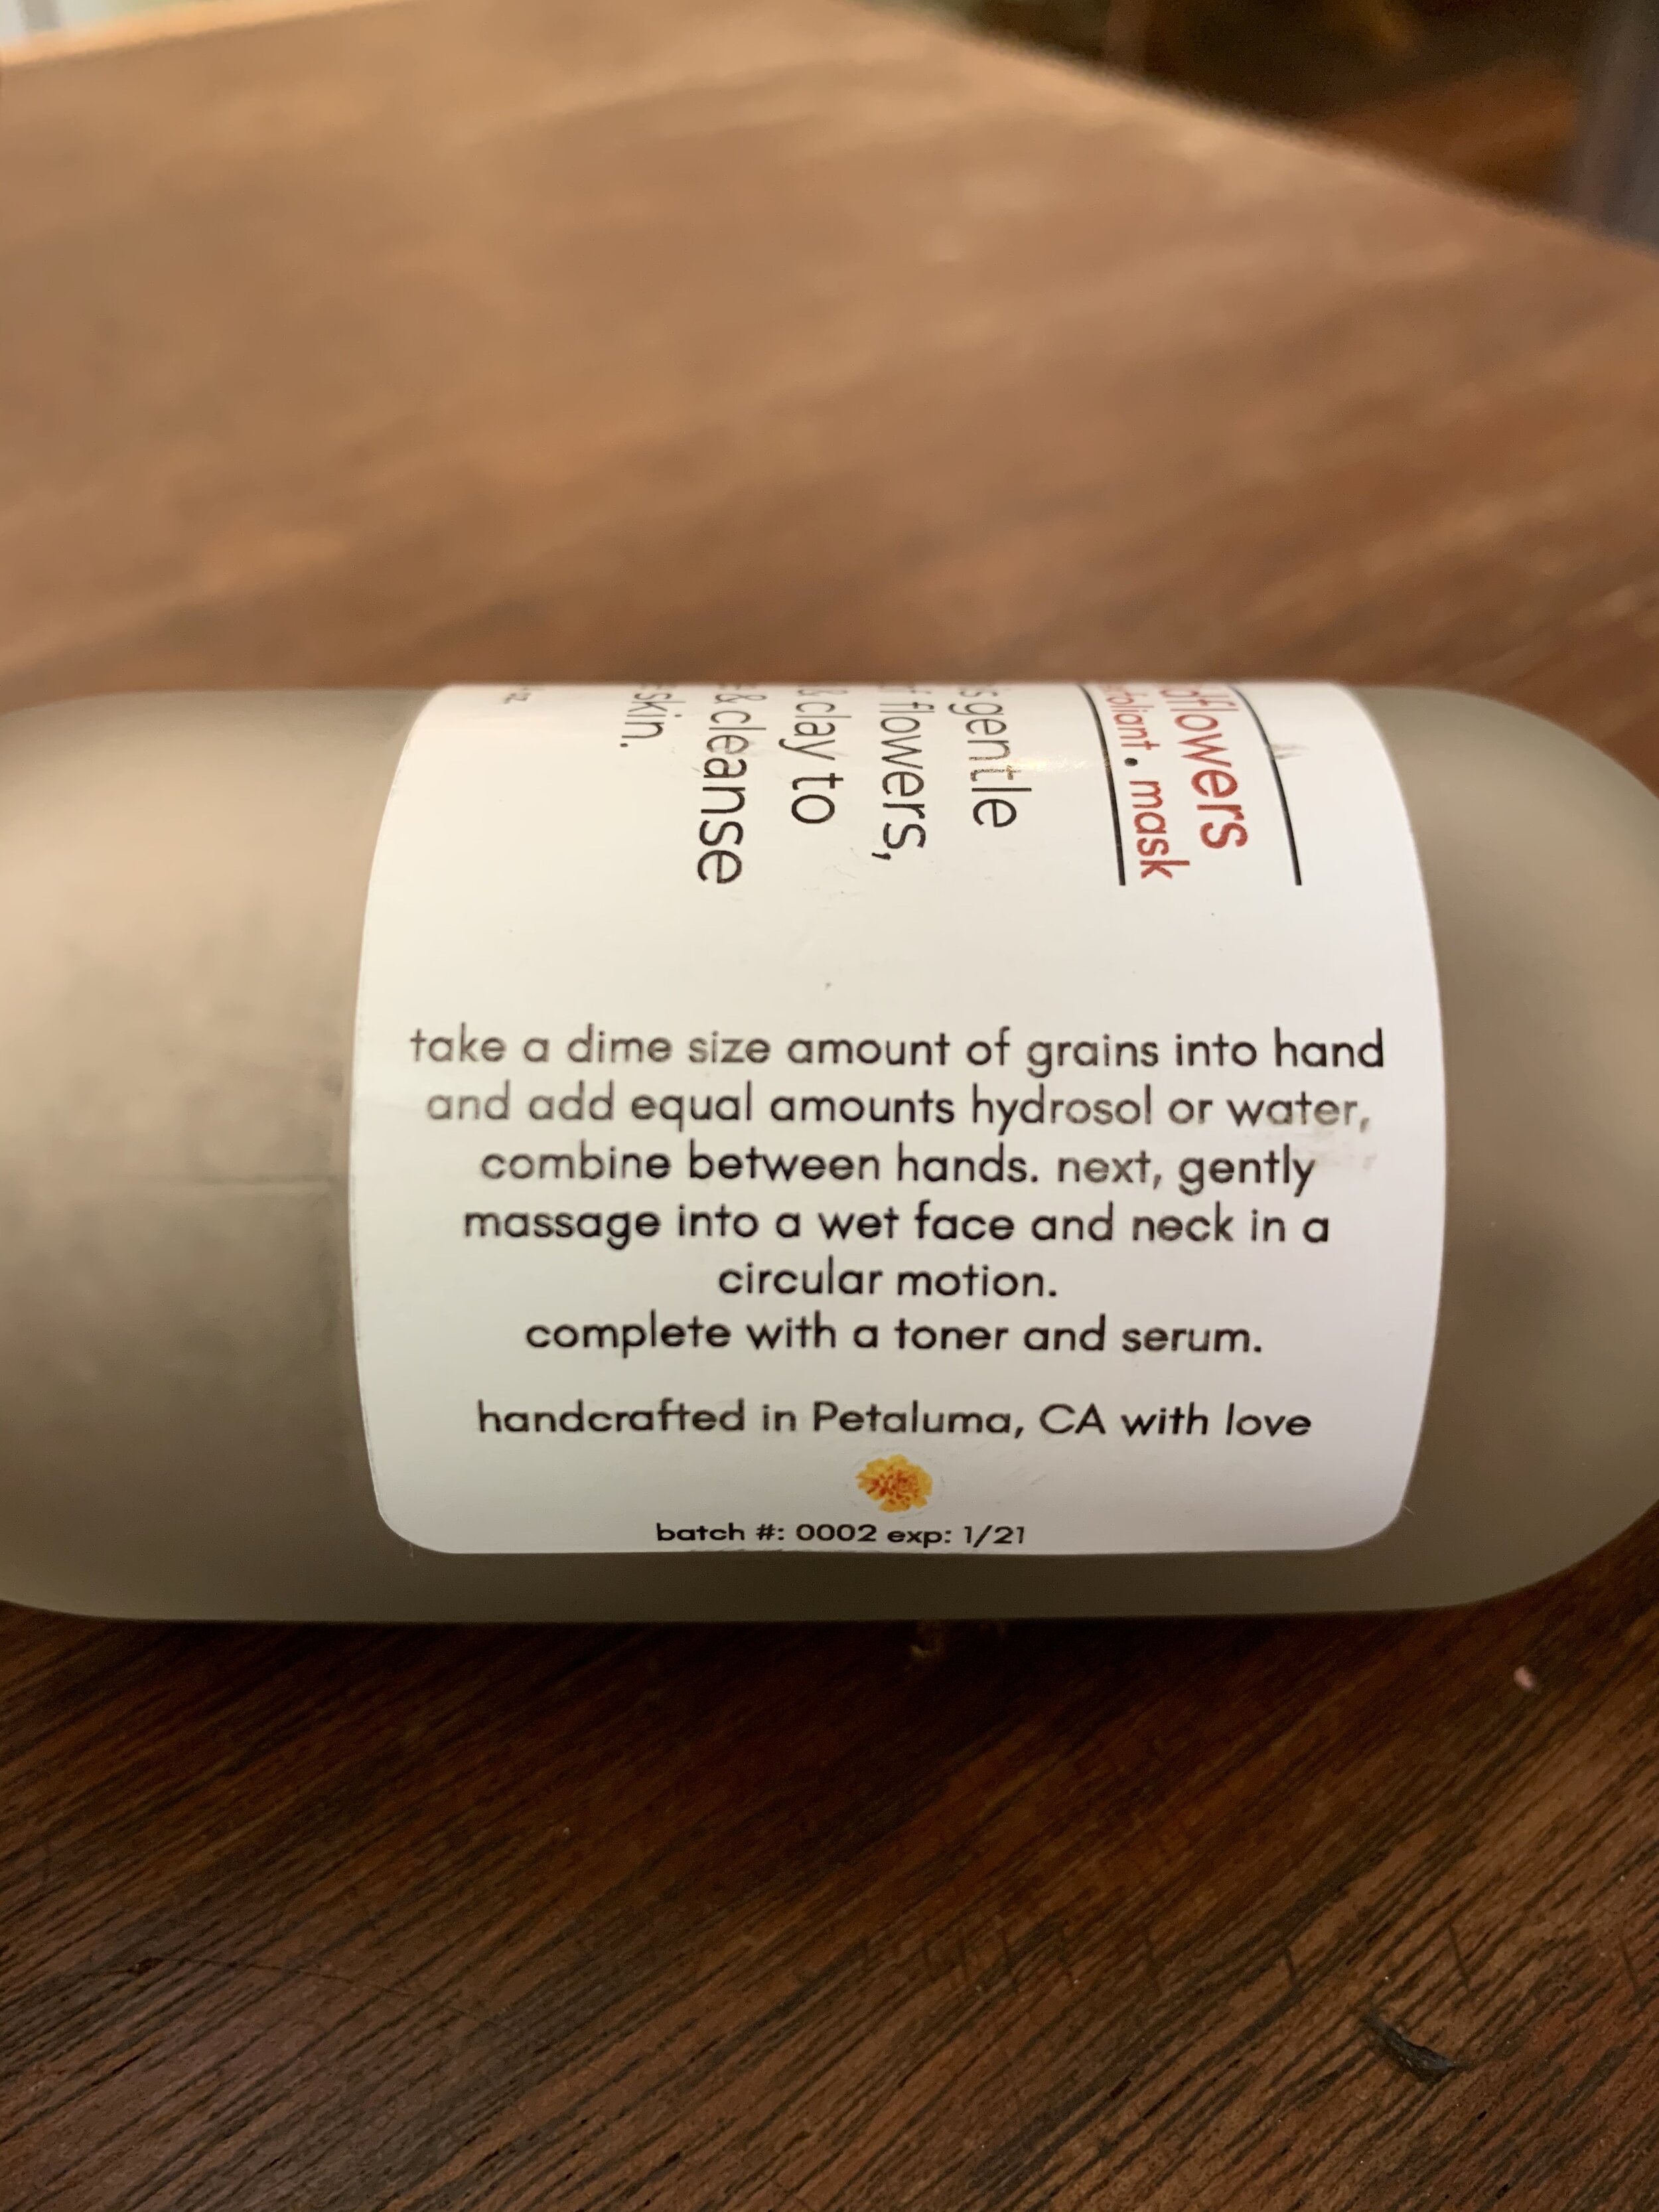 take a dime size amount of grains into hand
and add equal amounts hydrosol or water,
combine between hands. next, gently
massage into a wet face and neck in a
circular motion.
complete with a toner and serum.
handcrafted in Petaluma, CA with love
batch #: 0002 exp: 1/21
mask
gentle
flowers,
& clay to
& cleanse
skin.